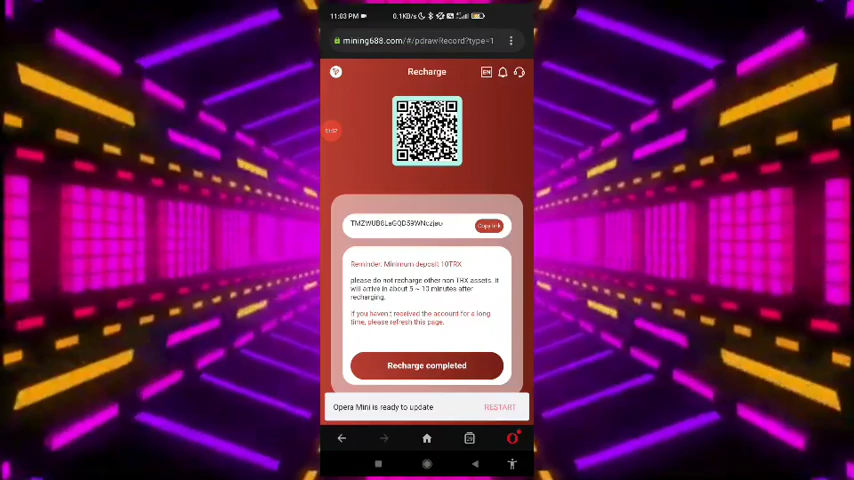 11:03 PM
0.1KB/s
mining688.com/#/pdrawRecord?type=1
Recharge
EN
Copy link
Reminder: Minimum deposit 10TRX
please do not recharge other non TRX assets. It
will arrive in about 5 ~ 10 minutes after
recharging.
If you haven't received the account for a long
time, please refresh this page.
Recharge completed
Opera Mini is ready to update
RESTART